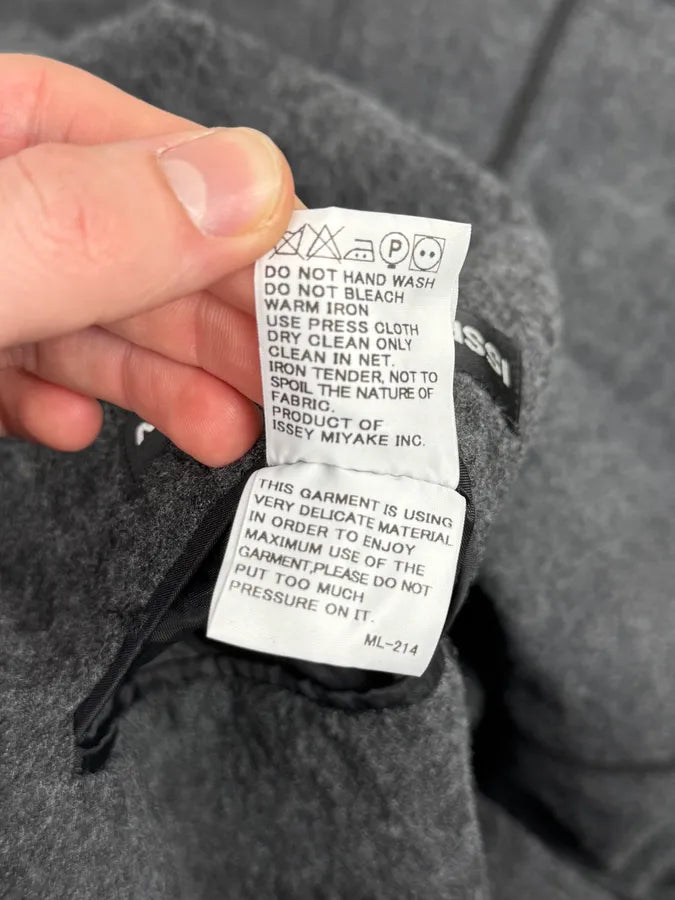 P
DO NOT HAND WASH
DO NOT BLEACH
WARM IRON
USE PRESS CLOTH
DRY CLEAN ONLY
CLEAN IN NET.
IRON TENDER, NOT TO
SPOIL THE NATURE OF
FABRIC.
PRODUCT OF
ISSEY MIYAKE INC.
ISSI
THIS GARMENT IS USING
VERY DELICATE MATERIAL
IN ORDER TO ENJOY
MAXIMUM USE OF THE
GARMENT,PLEASE DO NOT
PUT TOO MUCH
PRESSURE ON IT.
ML-214